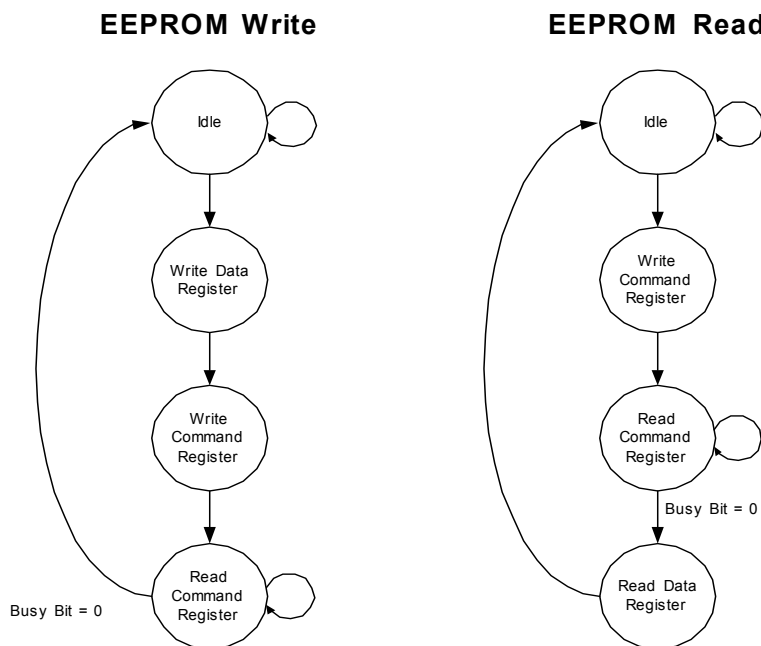 EEPROM Write
Idle
Write Data
Register
Write
Command
Register
Read
Command
Register
Busy Bit = 0
EEPROM Read
Idle
Write
Command
Register
Read
Command
Register
Busy Bit = 0
Read Data
Register